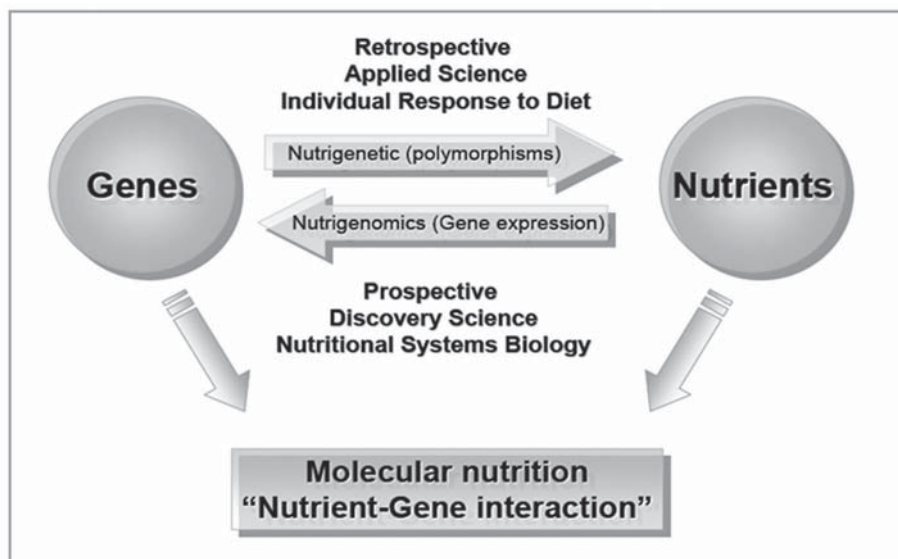 Retrospective
Applied Science
Individual Response to Diet
Genes
Nutrigenetic (polymorphisms)
Nutrients
Nutrigenomics (Gene expression)
Prospective
Discovery Science
Nutritional Systems Biology
Molecular nutrition
“Nutrient-Gene interaction”